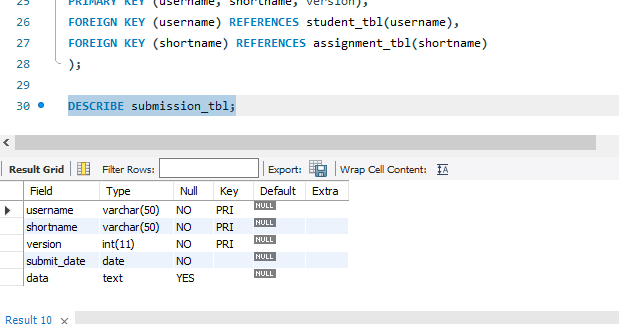 25 PRIMARY KEY (username, shortname, version),
26 FOREIGN KEY (username) REFERENCES student_tbl(username),
27 FOREIGN KEY (shortname) REFERENCES assignment_tbl(shortname)
28 );
29
30 DESCRIBE submission_tbl;
Result Grid Filter Rows: Export: Wrap Cell Content: IA
Field Type Null Key Default Extra
username varchar(50) NO PRI NULL
shortname varchar(50) NO PRI NULL
version int(11) NO PRI NULL
submit_date date NO NULL
data text YES NULL
Result 10 ×